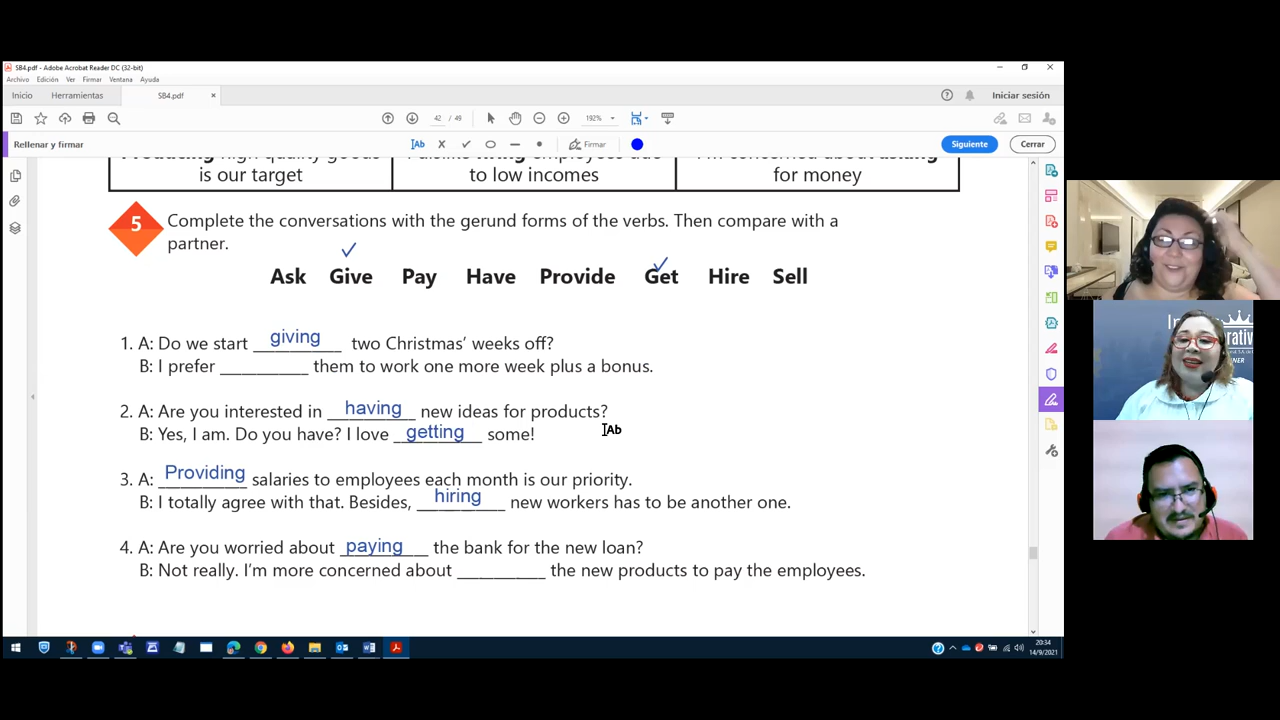 SB4.pdf - Adobe Acrobat Reader DC (32-bit)
Archivo Edición Ver Firmar Ventana Ayuda
Inicio Herramientas SB4.pdf × Iniciar sesión
42 / 49 192%
Rellenar y firmar Ab Firmar Siguiente Cerrar
is our target to low incomes for money
5 Complete the conversations with the gerund forms of the verbs. Then compare with a
partner.
Ask Give Pay Have Provide Get Hire Sell
1. A: Do we start giving two Christmas’ weeks off?
B: I prefer __________ them to work one more week plus a bonus.
2. A: Are you interested in having new ideas for products?
B: Yes, I am. Do you have? I love getting some!
Ab
3. A: Providing salaries to employees each month is our priority.
B: I totally agree with that. Besides, hiring new workers has to be another one.
4. A: Are you worried about paying the bank for the new loan?
B: Not really. I’m more concerned about __________ the new products to pay the employees.
20:34
14/9/2021